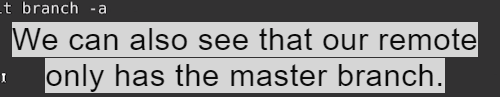 branch -a
We can also see that our remote
only has the master branch.